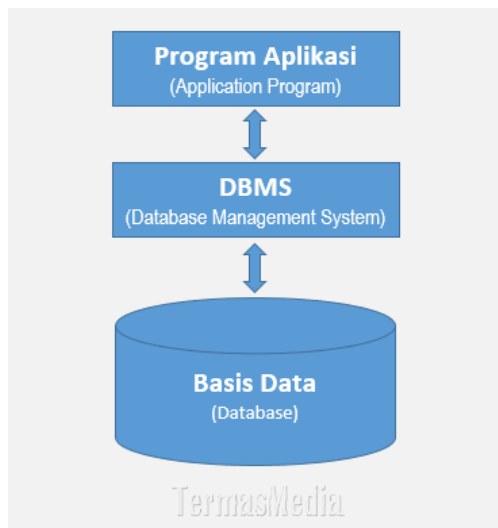 Program Aplikasi
(Application Program)
DBMS
(Database Management System)
Basis Data
(Database)
TermasMedia